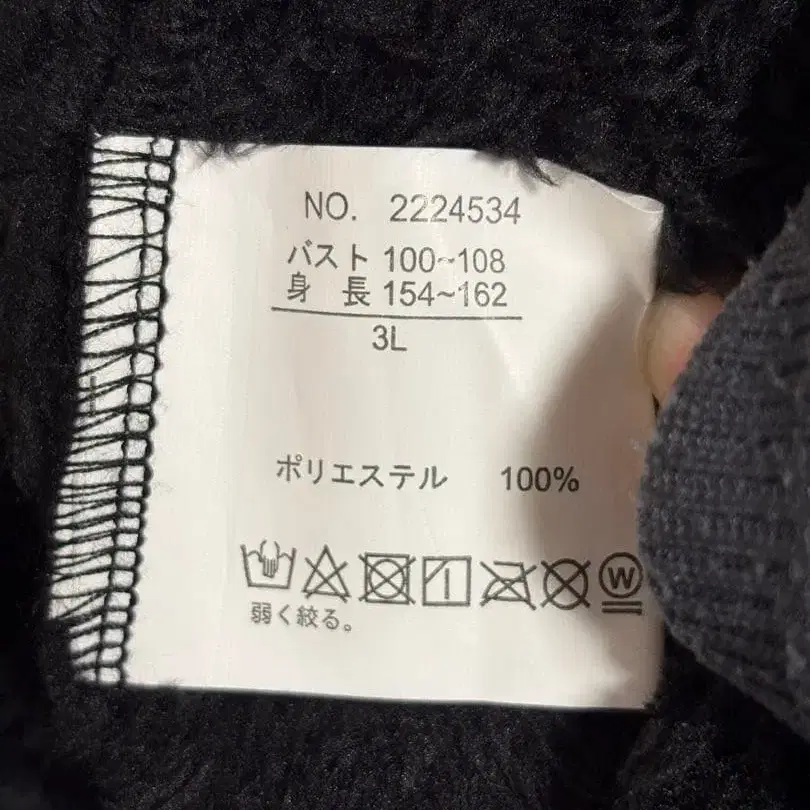 NO. 2224534
バスト 100~108
身 長 154~162
3L
ポリエステル 100%
W
弱く絞る。